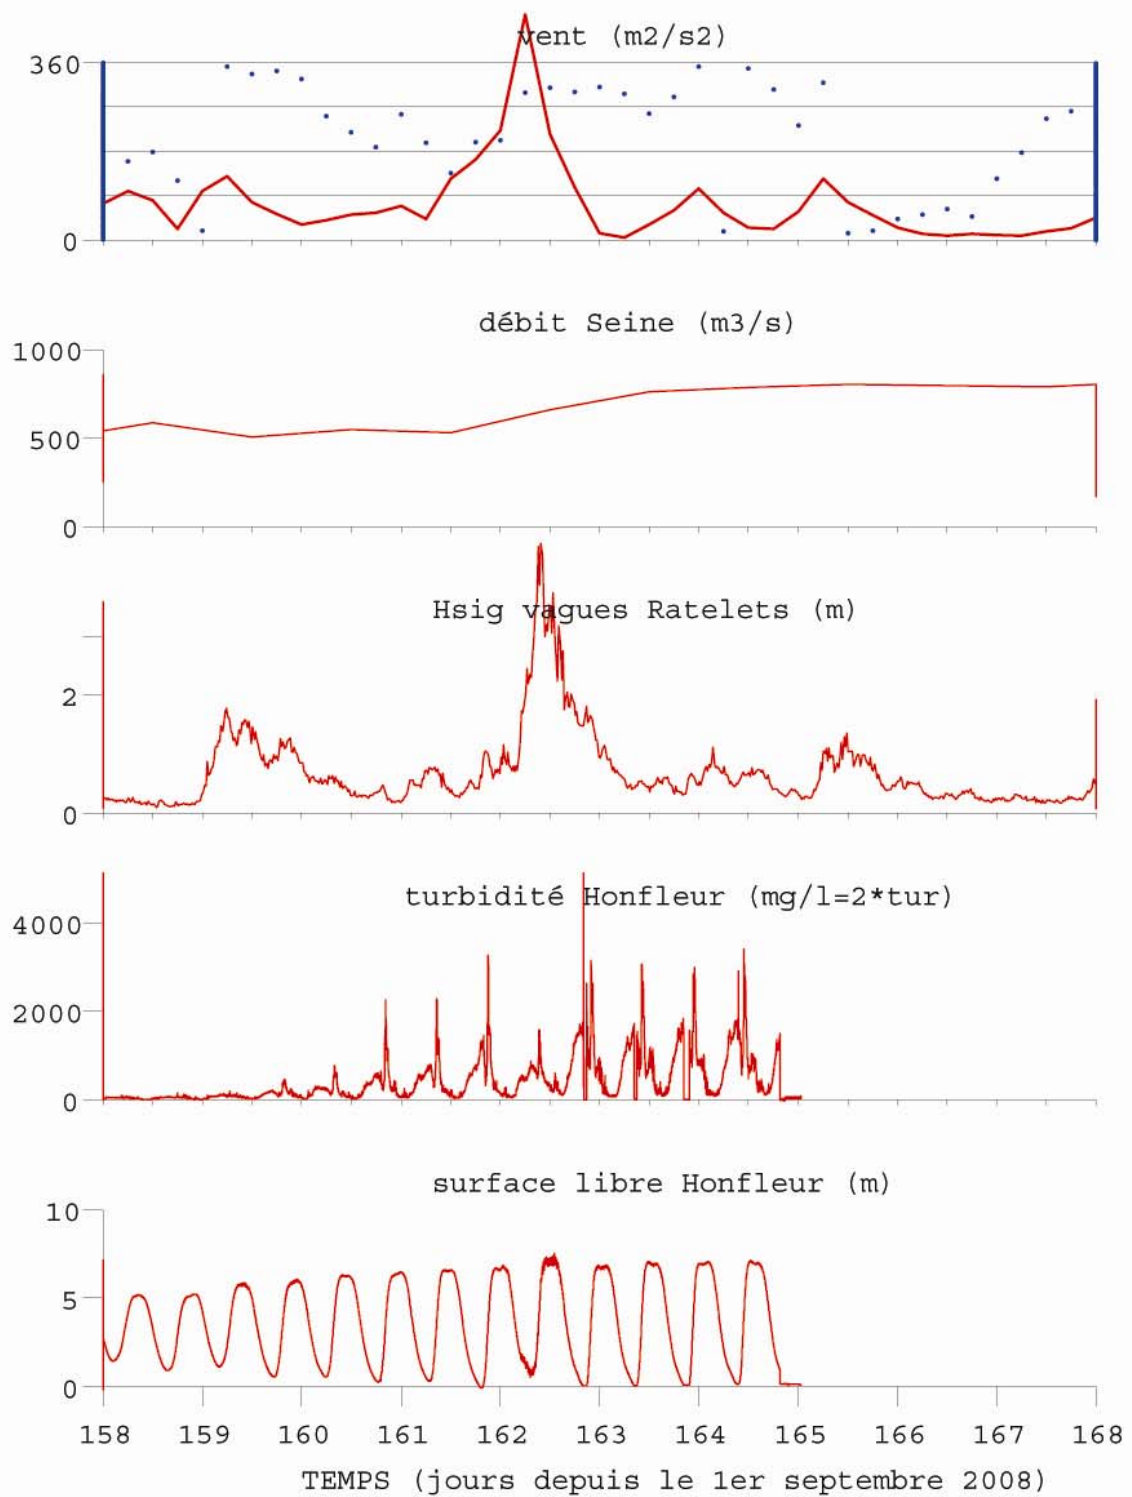 vent (m2/s2)
360
0
débit Seine (m3/s)
1000
500
0
Hsig vagues Ratelets (m)
2
0
turbidité Honfleur (mg/l=2*tur)
4000
2000
0
surface libre Honfleur (m)
10
5
0
158 159 160 161 162 163 164 165 166 167 168
TEMPS (jours depuis le 1er septembre 2008)